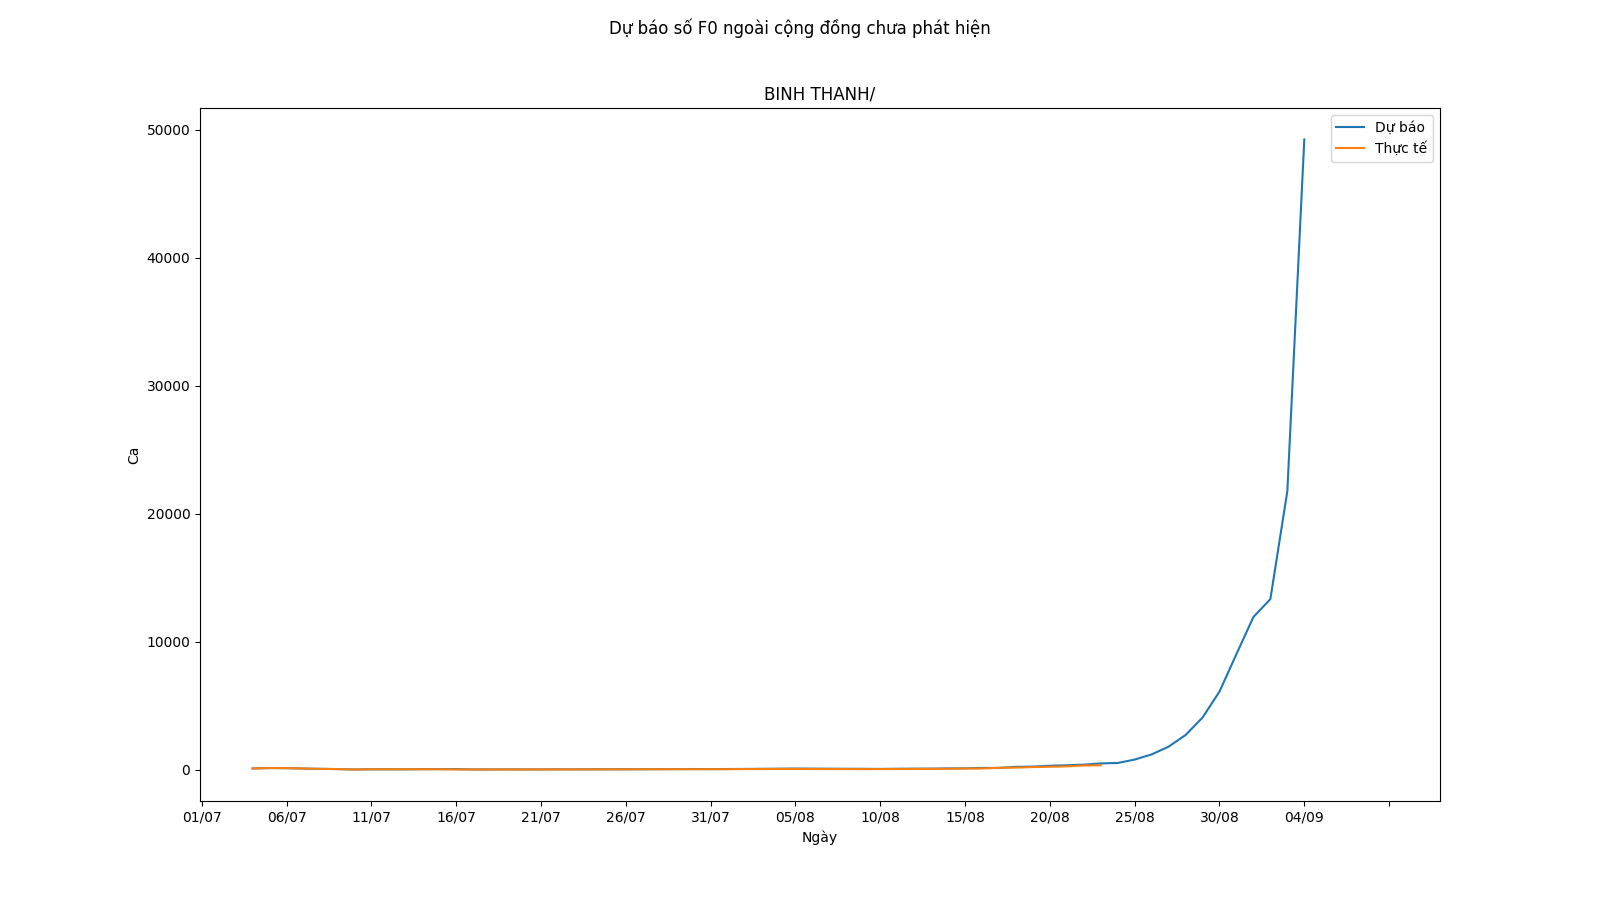 Dự báo số F0 ngoài cộng đồng chưa phát hiện
BINH THANH/
Dự báo
Thực tế
50000
40000
30000
20000
10000
0
Ca
01/07 06/07 11/07 16/07 21/07 26/07 31/07 05/08 10/08 15/08 20/08 25/08 30/08 04/09
Ngày